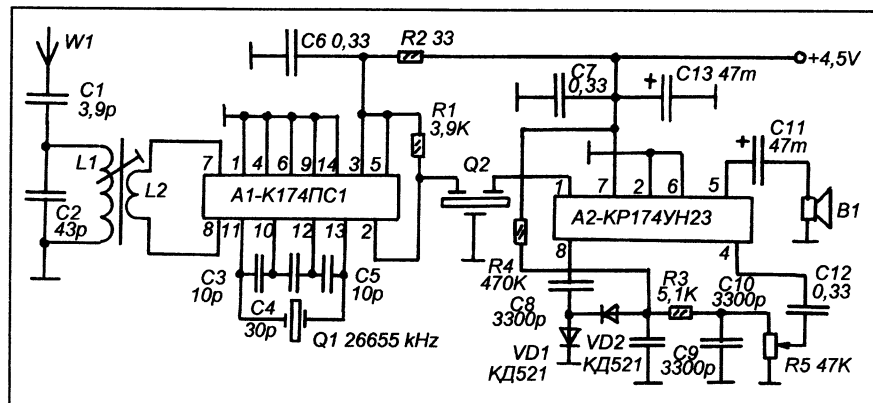 W1
C1
3,9p
L1
L2
C2
43p
C6 0,33
R2 33
+4,5V
C7
0,33
+
C13 47m
R1
3,9K
Q2
+
C11
47m
7 1 4 6 9 14 3 5
A1-К174ПС1
8 11 10 12 13 2
1 7 2 6 5
A2-КР174УН23
8 4
B1
C3
10p
C4
30p
C5
10p
Q1 26655 kHz
R4
470K
C8
3300p
R3
5,1K
C10
3300p
C12
0,33
VD1
КД521
VD2
КД521
C9
3300p
R5 47K